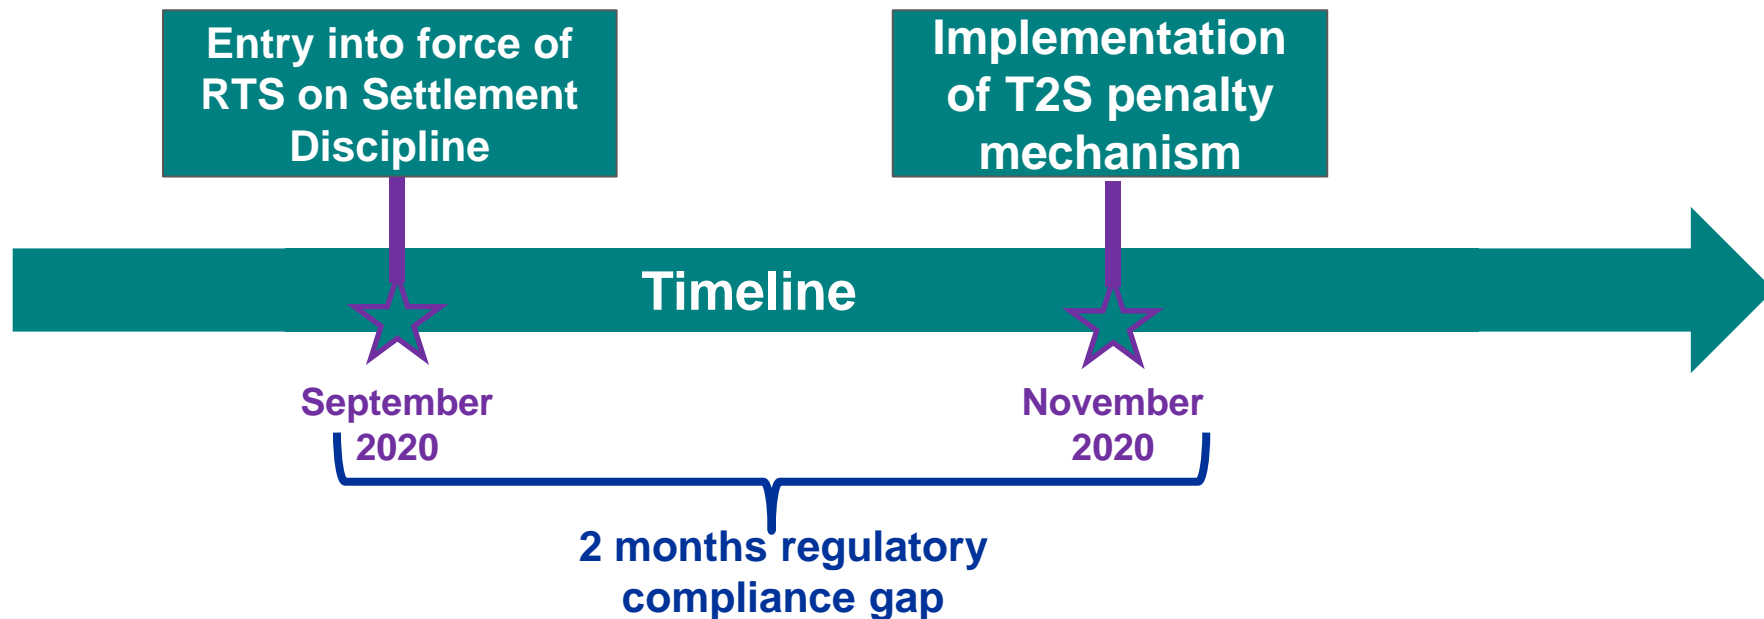 Entry into force of
RTS on Settlement
Discipline
Implementation
of T2S penalty
mechanism
Timeline
September
2020
November
2020
2 months regulatory
compliance gap